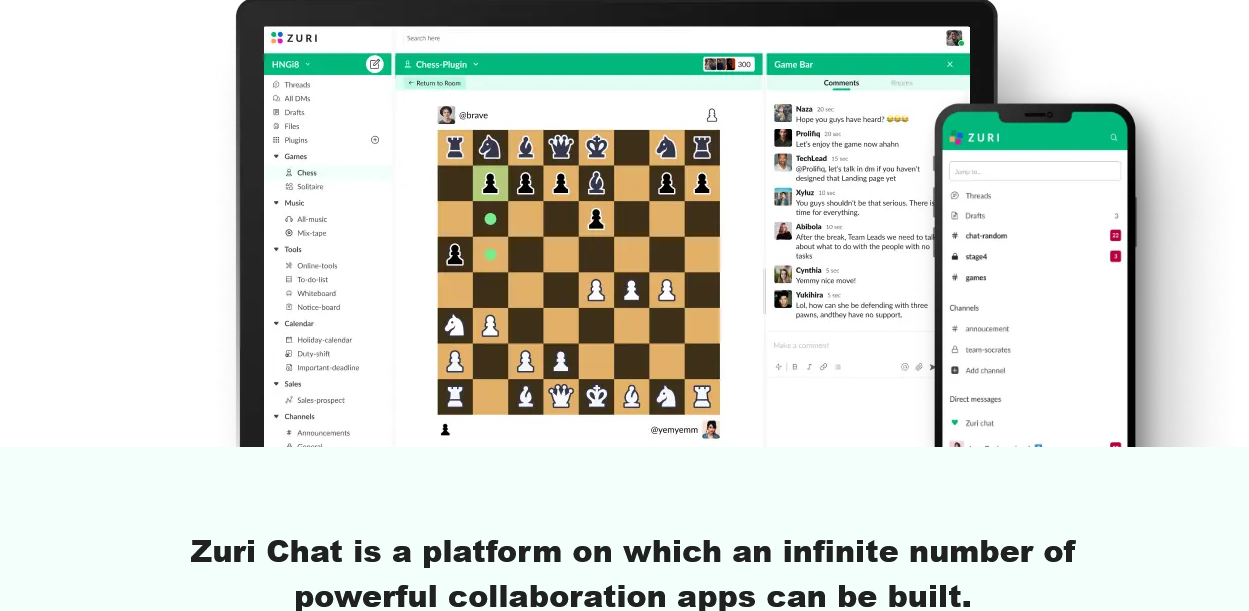 ZURI
Search here
HNGi8
Chess-Plugin
300
Game Bar
← Return to Room
Comments
Rooms
Threads
All DMs
Drafts
Files
Plugins
Games
Chess
Solitaire
Music
All-music
Mix-tape
Tools
Online-tools
To-do-list
Whiteboard
Notice-board
Calendar
Holiday-calendar
Duty-shift
Important-deadline
Sales
Sales-prospect
Channels
# Announcements
@brave
@yemyemm
Naza 20 sec
Hope you guys have heard? 😂😂😂
Prolifiq 20 sec
Let's enjoy the game now ahahn
TechLead 15 sec
@Prolifiq, let's talk in dm if you haven't
designed that Landing page yet
Xyluz 10 sec
You guys shouldn't be that serious. There is
time for everything.
Abibola 10 sec
After the break, Team Leads we need to talk
about what to do with the people with no
tasks
Cynthia 5 sec
Yemmy nice move!
Yukihira 5 sec
Lol, how can she be defending with three
pawns, andthey have no support.
Make a comment
B I
ZURI
Jump to...
Threads
Drafts 3
# chat-random 22
stage4 3
# games
Channels
# annoucement
team-socrates
Add channel
Direct messages
Zuri chat
Zuri Chat is a platform on which an infinite number of
powerful collaboration apps can be built.